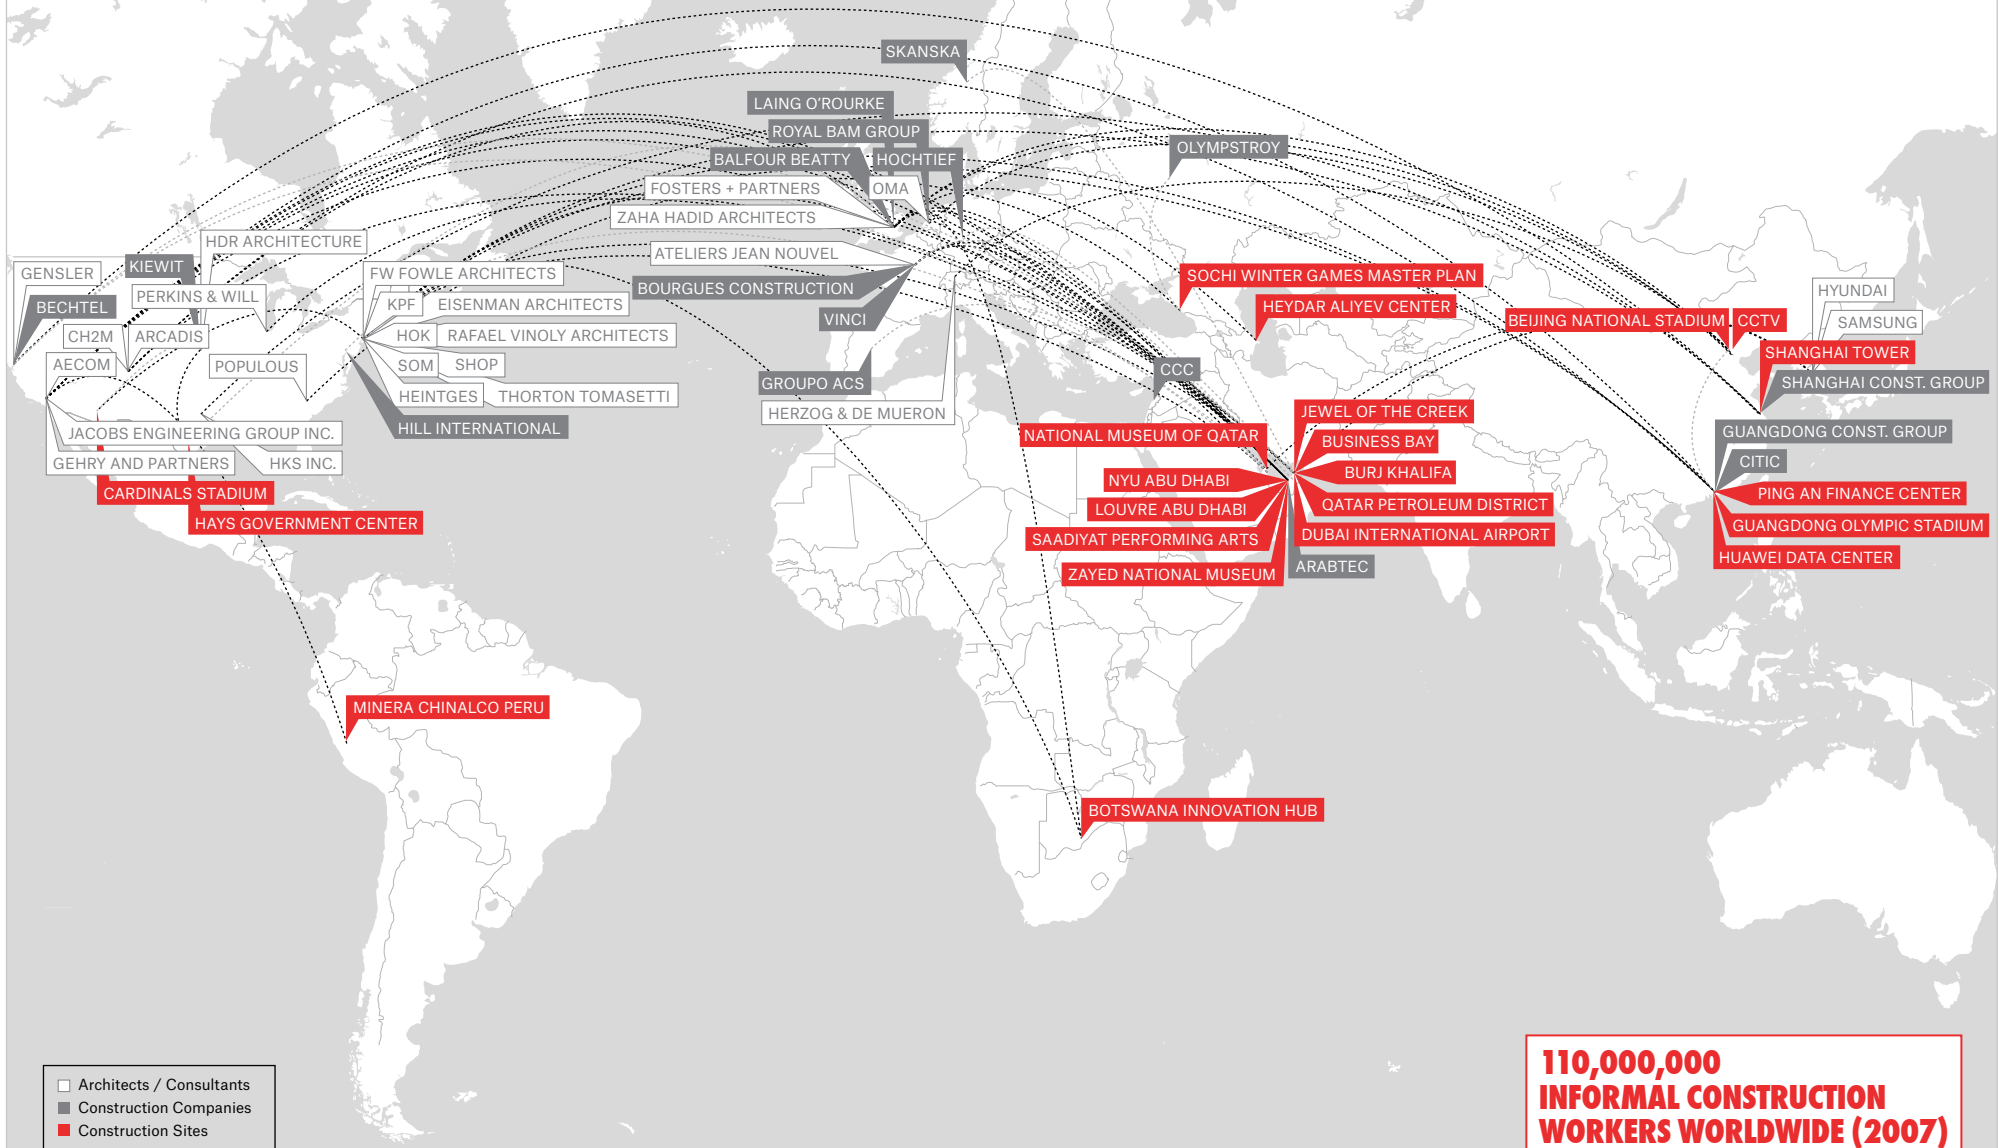 SKANSKA
LAING O'ROURKE
ROYAL BAM GROUP
BALFOUR BEATTY
HOCHTIEF
OLYMPSTROY
FOSTERS + PARTNERS
OMA
ZAHA HADID ARCHITECTS
ATELIERS JEAN NOUVEL
BOURGUES CONSTRUCTION
VINCI
GROUPO ACS
HERZOG & DE MUERON
HDR ARCHITECTURE
GENSLER
KIEWIT
BECHTEL
PERKINS & WILL
CH2M
ARCADIS
AECOM
POPULOUS
FW FOWLE ARCHITECTS
KPF
EISENMAN ARCHITECTS
HOK
RAFAEL VINOLY ARCHITECTS
SOM
SHOP
HEINTGES
THORTON TOMASETTI
HILL INTERNATIONAL
JACOBS ENGINEERING GROUP INC.
GEHRY AND PARTNERS
HKS INC.
CARDINALS STADIUM
HAYS GOVERNMENT CENTER
SOCHI WINTER GAMES MASTER PLAN
HEYDAR ALIYEV CENTER
CCC
HYUNDAI
SAMSUNG
BEIJING NATIONAL STADIUM
CCTV
SHANGHAI TOWER
SHANGHAI CONST. GROUP
JEWEL OF THE CREEK
NATIONAL MUSEUM OF QATAR
BUSINESS BAY
BURJ KHALIFA
NYU ABU DHABI
LOUVRE ABU DHABI
QATAR PETROLEUM DISTRICT
SAADIYAT PERFORMING ARTS
DUBAI INTERNATIONAL AIRPORT
ZAYED NATIONAL MUSEUM
ARABTEC
GUANGDONG CONST. GROUP
CITIC
PING AN FINANCE CENTER
GUANGDONG OLYMPIC STADIUM
HUAWEI DATA CENTER
MINERA CHINALCO PERU
BOTSWANA INNOVATION HUB
Architects / Consultants
Construction Companies
Construction Sites
110,000,000
INFORMAL CONSTRUCTION
WORKERS WORLDWIDE (2007)